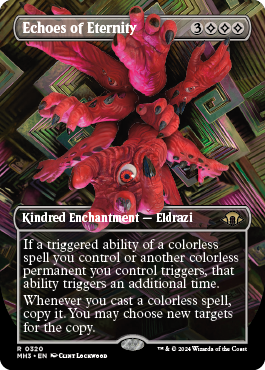 Echoes of Eternity 3
Kindred Enchantment — Eldrazi
If a triggered ability of a colorless
spell you control or another colorless
permanent you control triggers, that
ability triggers an additional time.
Whenever you cast a colorless spell,
copy it. You may choose new targets
for the copy.
R 0320
MH3 • EN CLINT LOCKWOOD
™ & © 2024 Wizards of the Coast